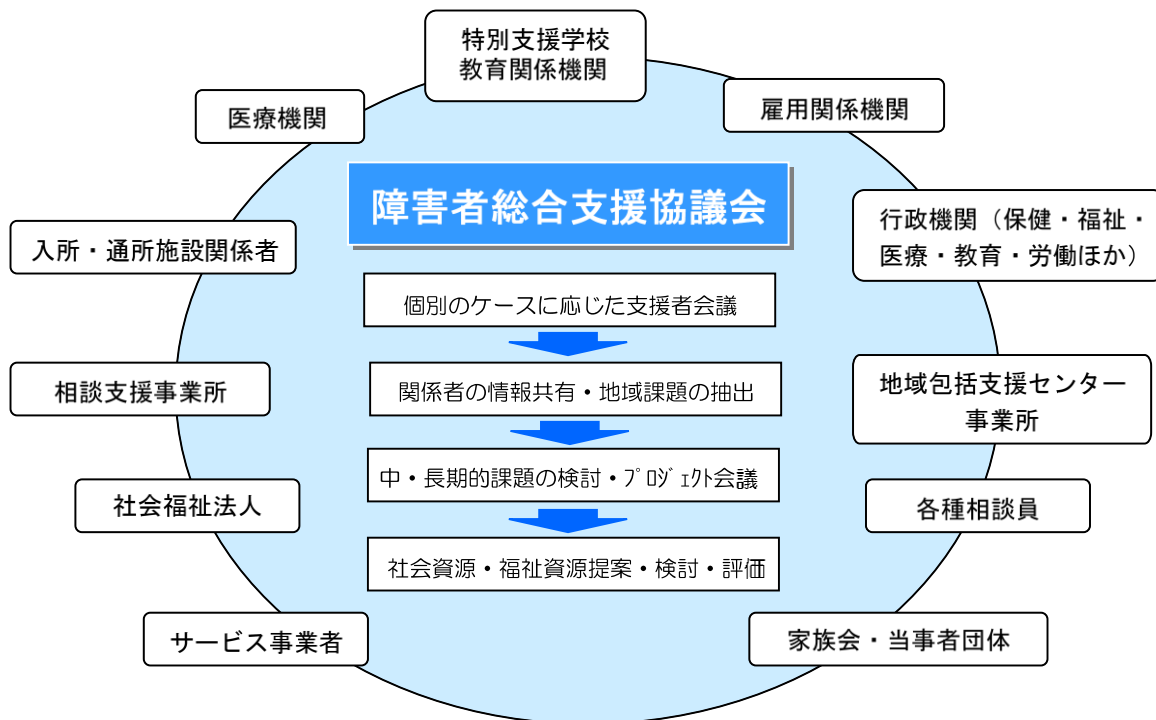 特別支援学校
教育関係機関
医療機関
雇用関係機関
障害者総合支援協議会
入所・通所施設関係者
行政機関（保健・福祉・
医療・教育・労働ほか）
個別のケースに応じた支援者会議
相談支援事業所
関係者の情報共有・地域課題の抽出
地域包括支援センター
事業所
中・長期的課題の検討・ﾌﾟﾛｼﾞｪｸﾄ会議
社会福祉法人
各種相談員
社会資源・福祉資源提案・検討・評価
サービス事業者
家族会・当事者団体